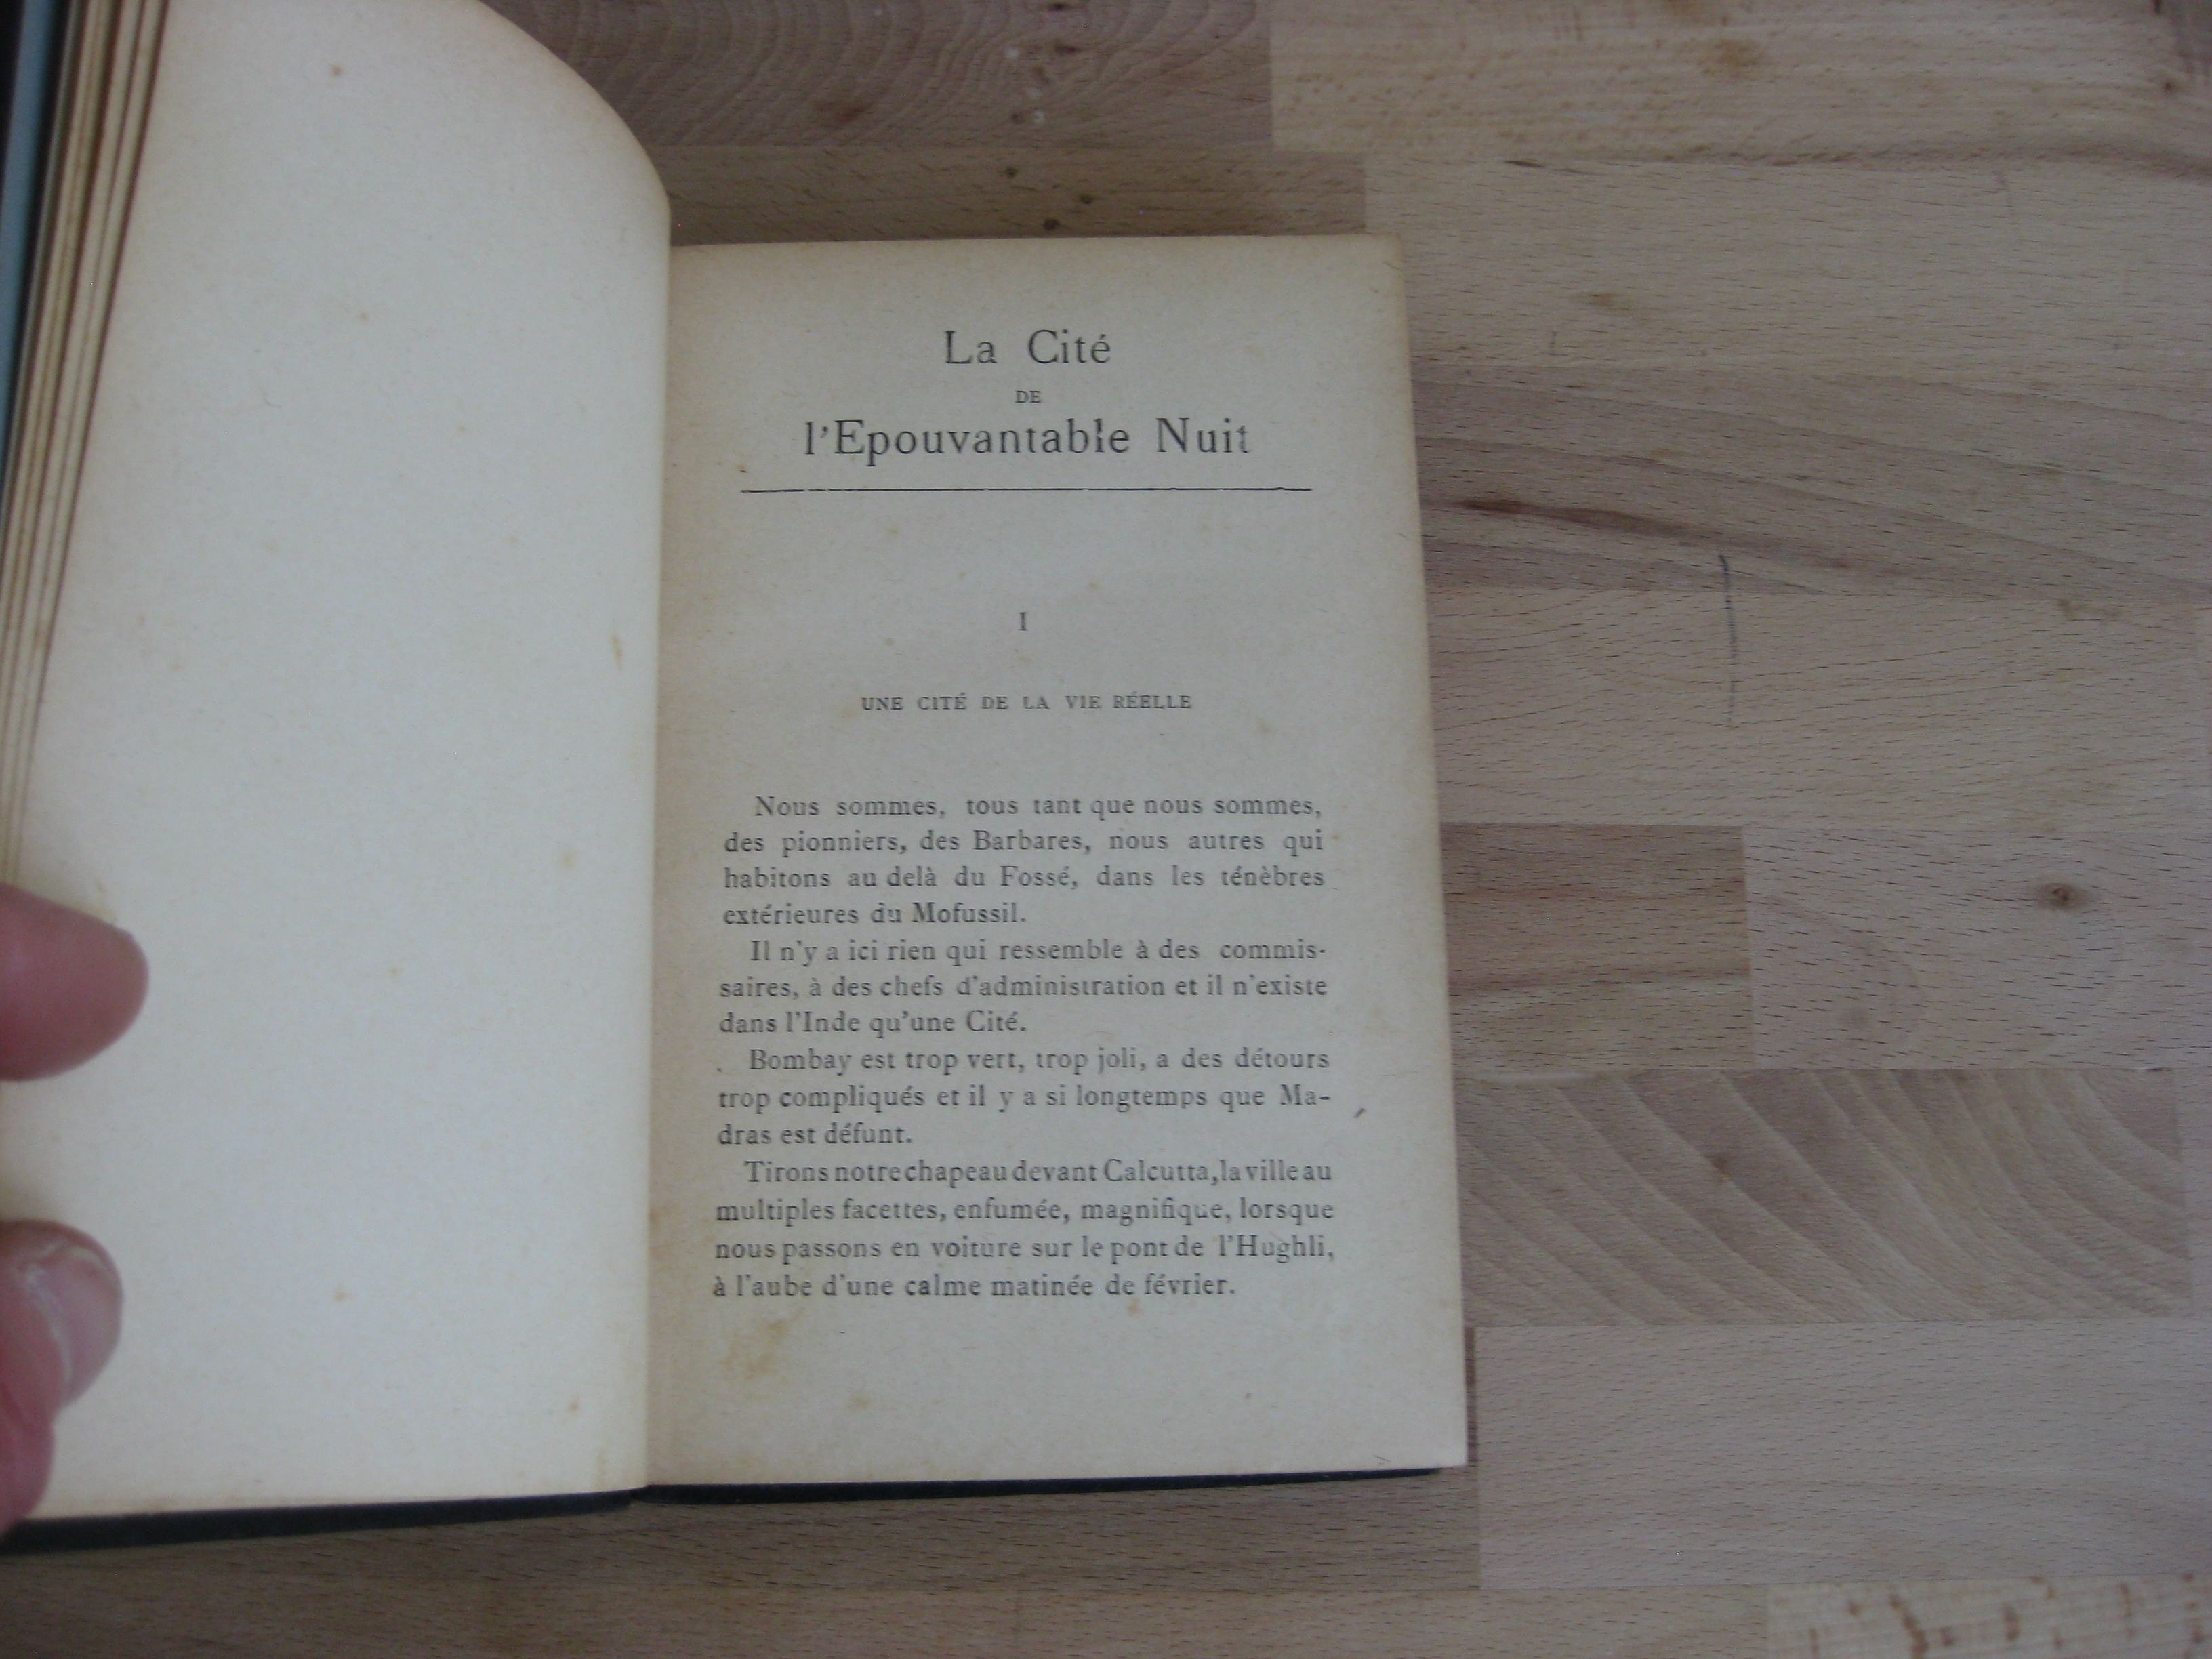 La Cité
DE
l'Epouvantable Nuit
I
UNE CITÉ DE LA VIE RÉELLE
Nous sommes, tous tant que nous sommes,
des pionniers, des Barbares, nous autres qui
habitons au delà du Fossé, dans les ténèbres
extérieures du Mofussil.
Il n'y a ici rien qui ressemble à des commis-
saires, à des chefs d'administration et il n'existe
dans l'Inde qu'une Cité.
Bombay est trop vert, trop joli, a des détours
trop compliqués et il y a si longtemps que Ma-
dras est défunt.
Tirons notre chapeau devant Calcutta, la ville au
multiples facettes, enfumée, magnifique, lorsque
nous passons en voiture sur le pont de l'Hughli,
à l'aube d'une calme matinée de février.